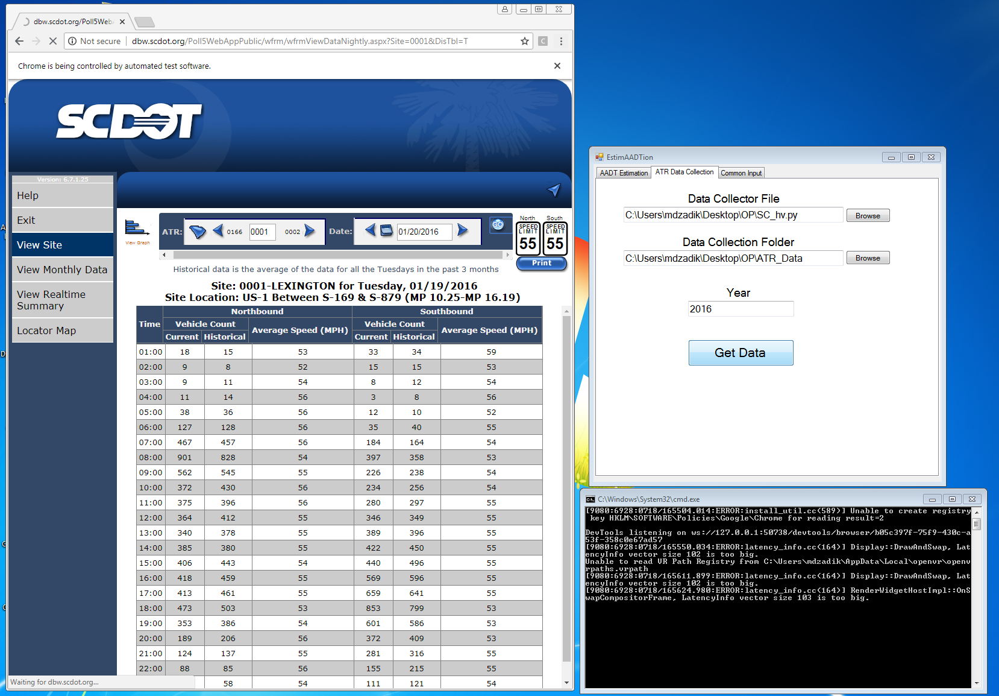 dbw.scdot.org/Poll5WebA
Not secure | dbw.scdot.org/Poll5WebAppPublic/wfrm/wfrmViewDataNightly.aspx?Site=0001&DisTbl=T
C
Chrome is being controlled by automated test software.
SCDOT
Version: 6.7.1.25
Help
Exit
View Site
View Monthly Data
View Realtime
Summary
Locator Map
View Graph
ATR: 0166 0001 0002 Date: 01/20/2016 GO
North South
SPEED LIMIT 55 SPEED LIMIT 55
Print
Historical data is the average of the data for all the Tuesdays in the past 3 months
Site: 0001-LEXINGTON for Tuesday, 01/19/2016
Site Location: US-1 Between S-169 & S-879 (MP 10.25-MP 16.19)
Northbound Southbound
Time Vehicle Count Average Speed (MPH) Vehicle Count Average Speed (MPH)
Current Historical Current Historical
01:00 18 15 53 33 34 59
02:00 9 8 52 15 15 53
03:00 9 11 54 8 12 54
04:00 11 14 56 3 8 56
05:00 38 36 56 12 10 52
06:00 127 128 56 35 40 55
07:00 467 457 56 184 164 54
08:00 901 828 54 397 358 53
09:00 562 545 55 226 238 54
10:00 372 430 56 234 256 54
11:00 375 396 56 280 297 55
12:00 364 412 55 346 349 55
13:00 340 378 55 389 396 55
14:00 385 380 55 422 450 55
15:00 406 443 54 440 496 55
16:00 418 459 55 569 596 55
17:00 413 461 55 659 641 55
18:00 473 503 53 853 799 53
19:00 353 386 54 601 586 53
20:00 189 206 56 372 409 53
21:00 124 137 55 281 316 55
22:00 88 85 56 155 215 55
58 54 111 121 54
Waiting for dbw.scdot.org...
EstimAADTion
AADT Estimation ATR Data Collection Common Input
Data Collector File
C:\Users\mdzadik\Desktop\OP\SC_hv.py Browse
Data Collection Folder
C:\Users\mdzadik\Desktop\OP\ATR_Data Browse
Year
2016
Get Data
C:\Windows\System32\cmd.exe
[9080:6928:0718/165504.014:ERROR:install_util.cc(589)] Unable to create registry
key HKLM\SOFTWARE\Policies\Google\Chrome for reading result=2
DevTools listening on ws://127.0.0.1:50738/devtools/browser/b05c397f-75f9-430c-a
53f-358c0e67ad57
[9080:6928:0718/165550.034:ERROR:latency_info.cc(164)] Display::DrawAndSwap, Lat
encyInfo vector size 102 is too big.
Unable to read VR Path Registry from C:\Users\mdzadik\AppData\Local\openvr\openv
rpaths.vrpath
[9080:6928:0718/165611.899:ERROR:latency_info.cc(164)] Display::DrawAndSwap, Lat
encyInfo vector size 102 is too big.
[9080:6928:0718/165624.980:ERROR:latency_info.cc(164)] RenderWidgetHostImpl::OnS
wapCompositorFrame, LatencyInfo vector size 103 is too big.